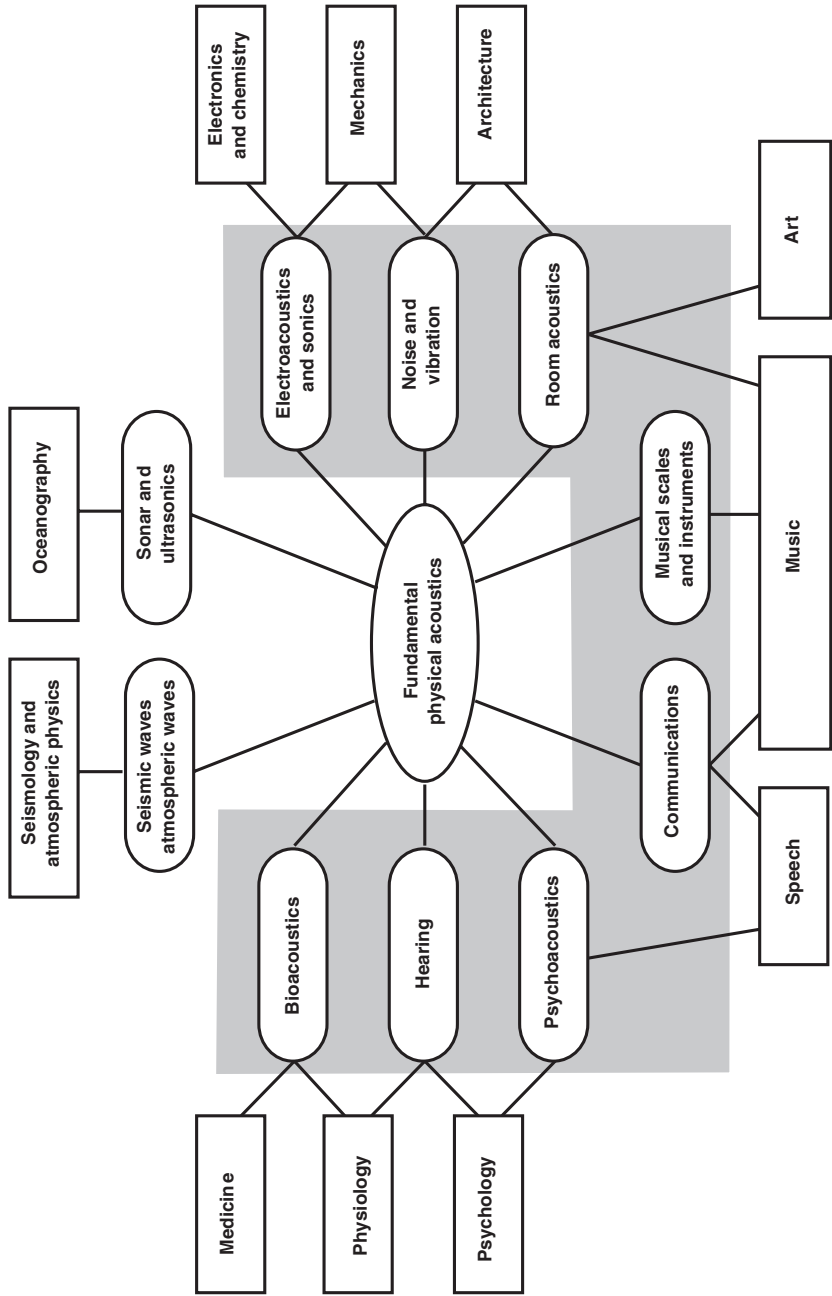 Seismology and
atmospheric physics
Oceanography
Seismic waves
atmospheric waves
Sonar and
ultrasonics
Medicine
Electronics
and chemistry
Bioacoustics
Electroacoustics
and sonics
Physiology
Mechanics
Hearing
Fundamental
physical acoustics
Noise and
vibration
Psychology
Architecture
Psychoacoustics
Room acoustics
Communications
Musical scales
and instruments
Speech
Music
Art